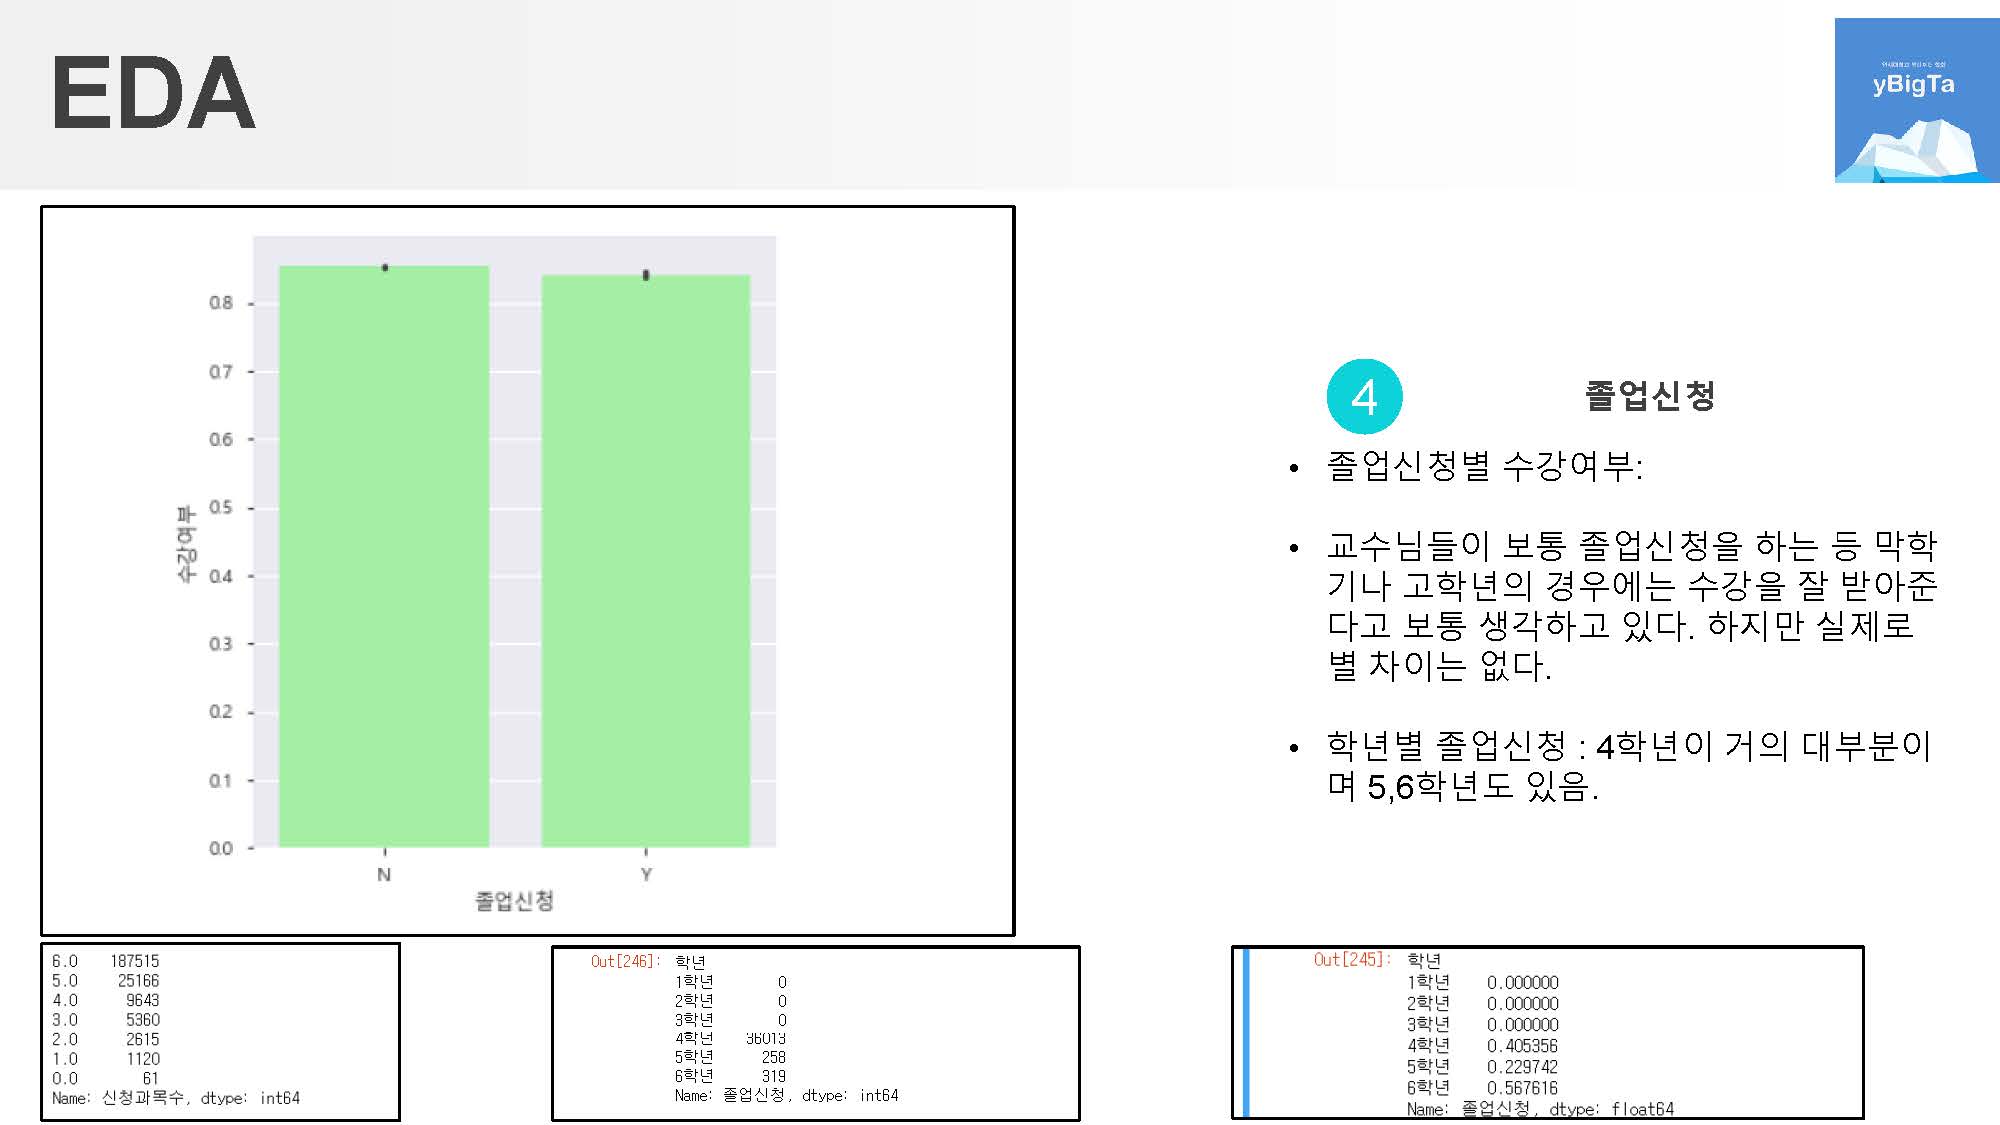 EDA
yBigTa
0.8
0.7
0.6
0.5
0.4
0.3
0.2
0.1
0.0
수강여부
N
Y
졸업신청
4
졸업신청
• 졸업신청별 수강여부:
• 교수님들이 보통 졸업신청을 하는 등 막학
기나 고학년의 경우에는 수강을 잘 받아준
다고 보통 생각하고 있다. 하지만 실제로
별 차이는 없다.
• 학년별 졸업신청 : 4학년이 거의 대부분이
며 5,6학년도 있음.
6.0 187515
5.0 25166
4.0 9643
3.0 5360
2.0 2615
1.0 1120
0.0 61
Name: 신청과목수, dtype: int64
Out[246]: 학년
1학년 0
2학년 0
3학년 0
4학년 36013
5학년 258
6학년 319
Name: 졸업신청, dtype: int64
Out[245]: 학년
1학년 0.000000
2학년 0.000000
3학년 0.000000
4학년 0.405356
5학년 0.229742
6학년 0.567616
Name: 졸업신청, dtype: float64